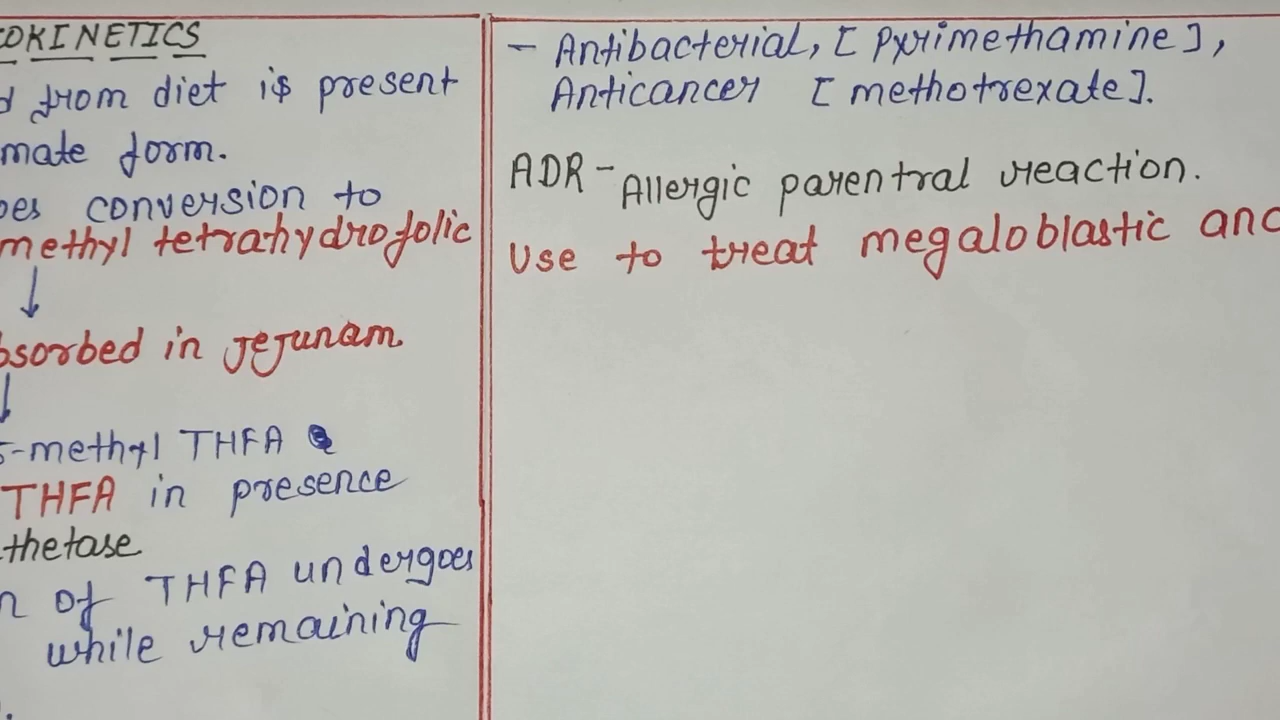 OKINETICS
from diet is present
mate form.
oes conversion to
methyl tetrahydrofolic
↓
bsorbed in Jejunam.
↓
5-methyl THFA
THFA in presence
thetase
n of THFA undergoes
while remaining
- Antibacterial, [Pyrimethamine],
Anticancer [methotrexate].
ADR - Allergic parentral reaction.
Use to treat megaloblastic ana